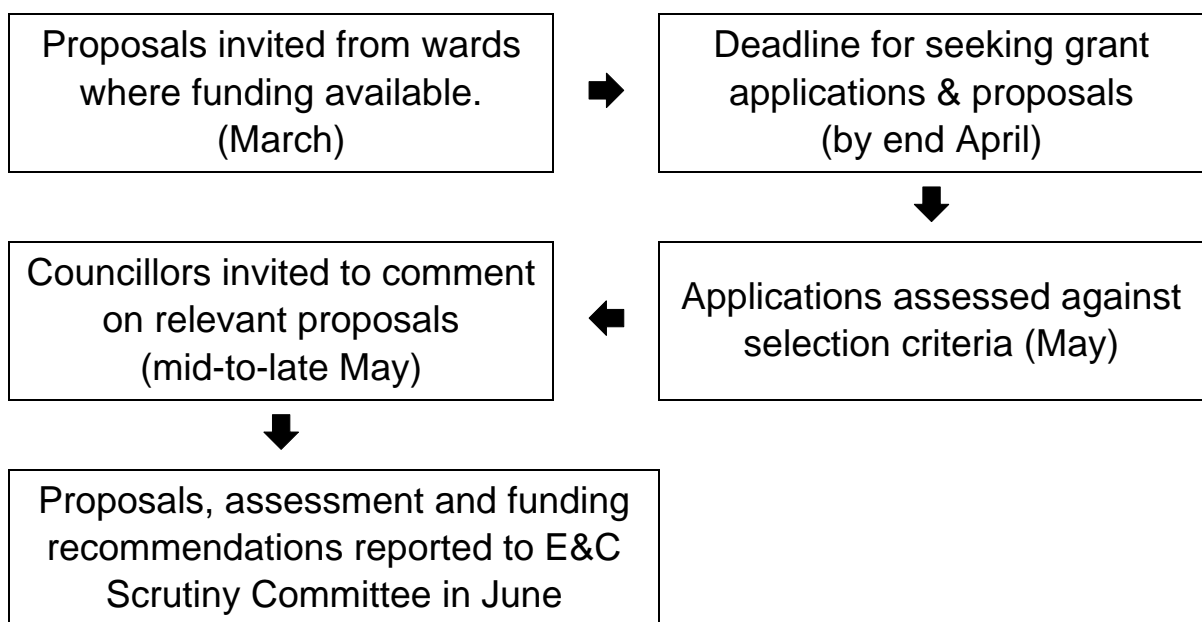 Proposals invited from wards
where funding available.
(March)
Deadline for seeking grant
applications & proposals
(by end April)
Applications assessed against
selection criteria (May)
Councillors invited to comment
on relevant proposals
(mid-to-late May)
Proposals, assessment and funding
recommendations reported to E&C
Scrutiny Committee in June